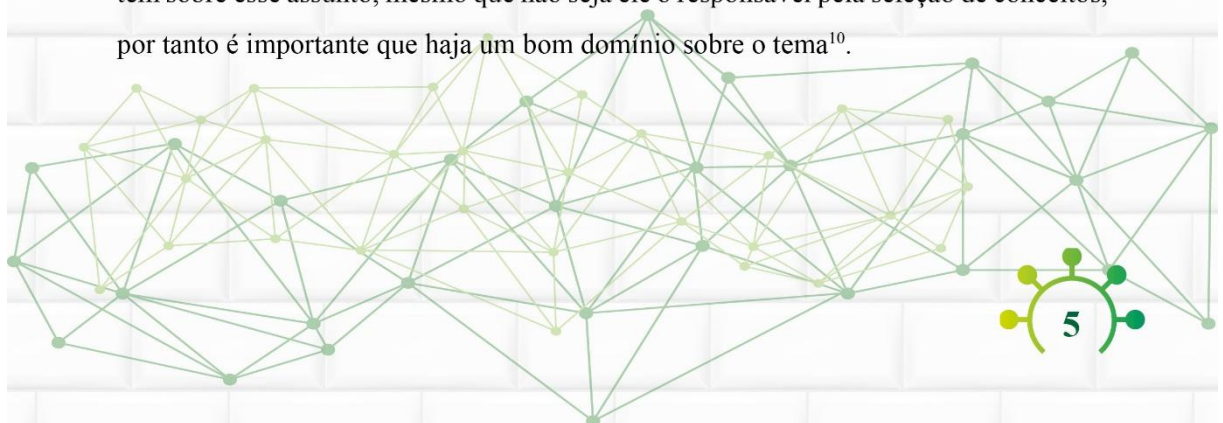 tem sobre esse assunto, mesmo que não seja ele o responsável pela seleção de conceitos,
por tanto é importante que haja um bom domínio sobre o tema¹⁰.
5